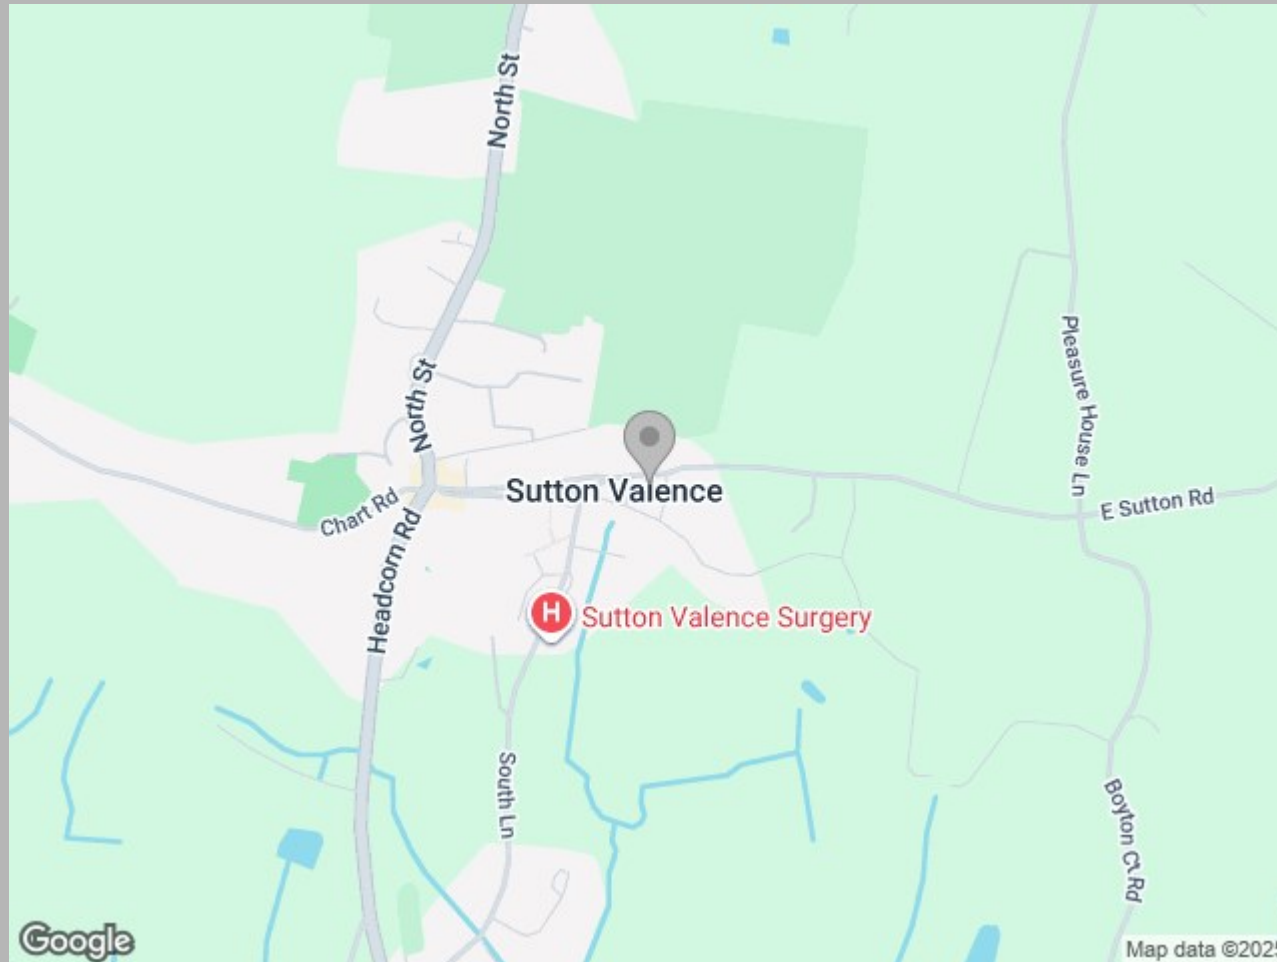 North St
North St
Pleasure House Ln
Sutton Valence
Chart Rd
E Sutton Rd
Headcorn Rd
H
Sutton Valence Surgery
South Ln
Boyton Ct Rd
Google
Map data ©2025